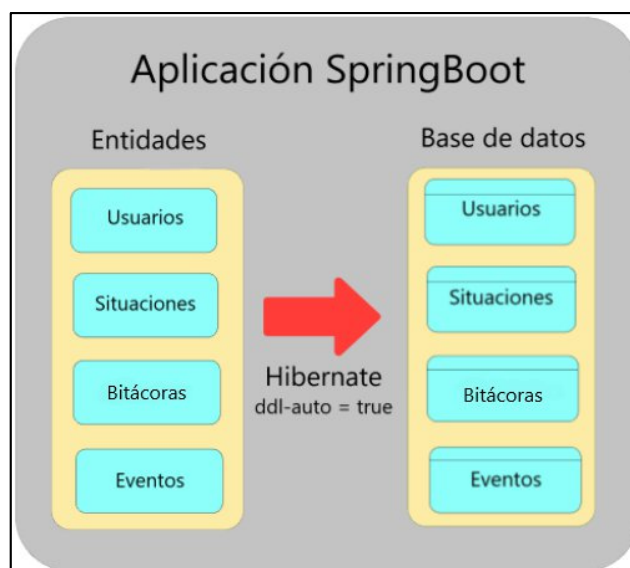 Aplicación SpringBoot
Entidades
Usuarios
Situaciones
Bitácoras
Eventos
Hibernate
ddl-auto = true
Base de datos
Usuarios
Situaciones
Bitácoras
Eventos